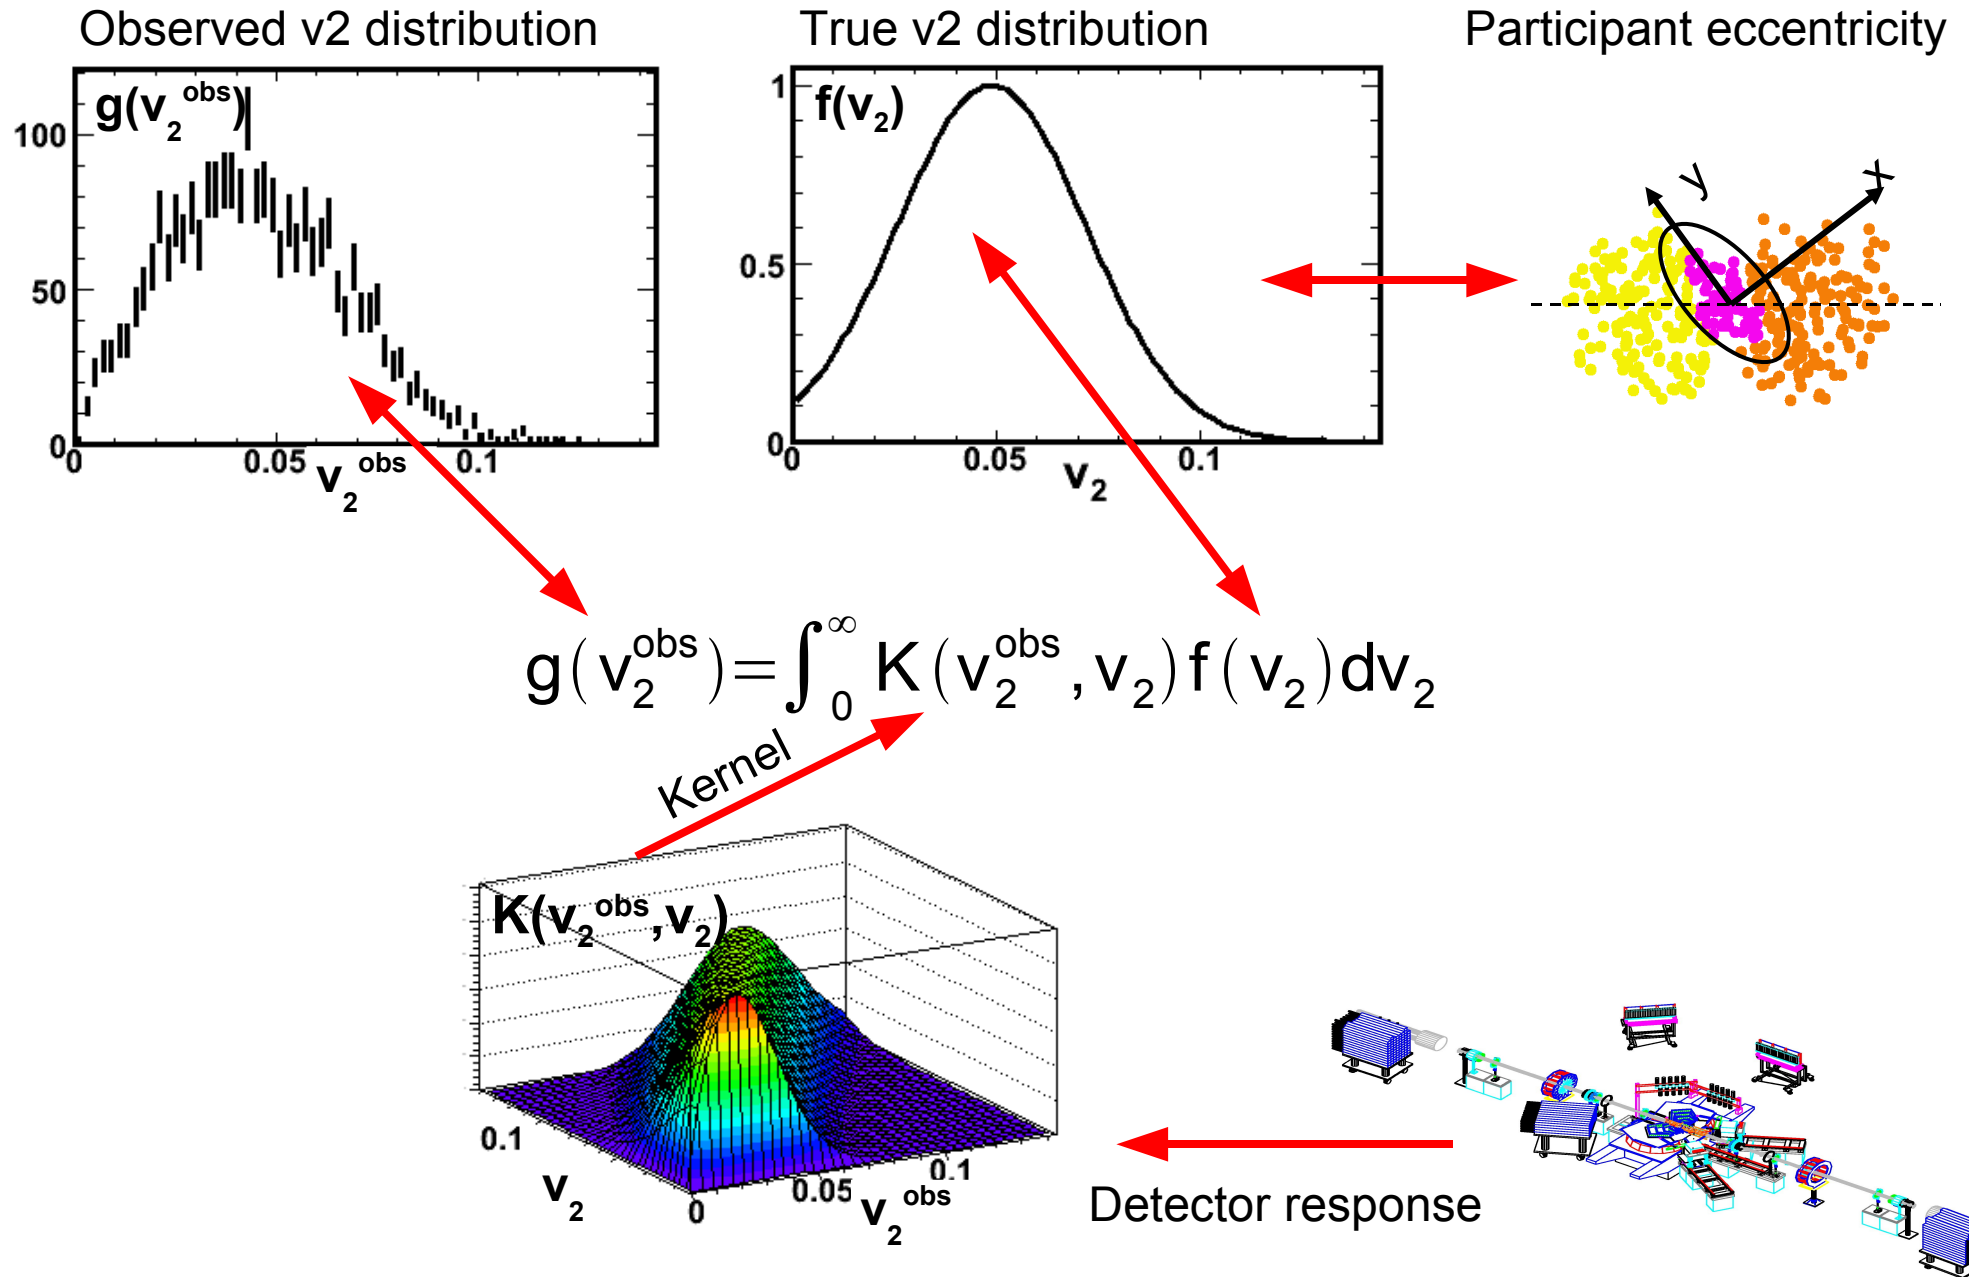 Observed v2 distribution
True v2 distribution
Participant eccentricity
g(v₂ᵒᵇˢ)
100
50
0
0
0.05
0.1
v₂ᵒᵇˢ
f(v₂)
1
0.5
0
0
0.05
0.1
v₂
y
x
g(v₂ᵒᵇˢ)=∫₀^∞ K(v₂ᵒᵇˢ,v₂)f(v₂)dv₂
Kernel
K(v₂ᵒᵇˢ,v₂)
0.1
v₂
0
0.05
0.1
v₂ᵒᵇˢ
Detector response